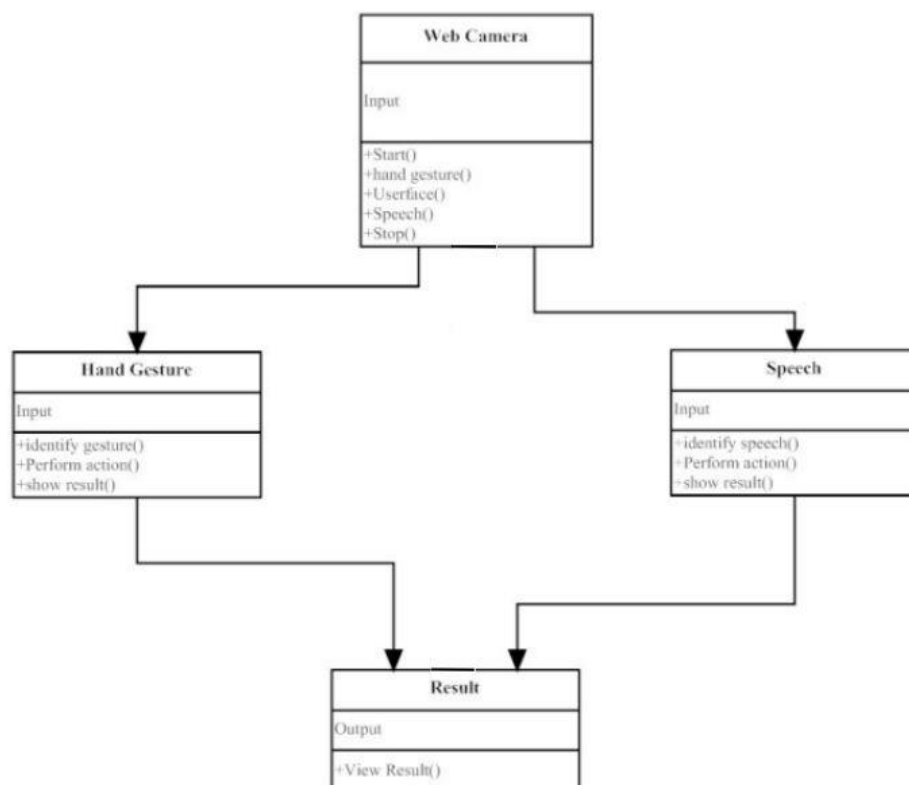 Web Camera
Input
+Start()
+hand gesture()
+Userface()
+Speech()
+Stop()
Hand Gesture
Input
+identify gesture()
+Perform action()
+show result()
Speech
Input
+identify speech()
+Perform action()
+show result()
Result
Output
+View Result()